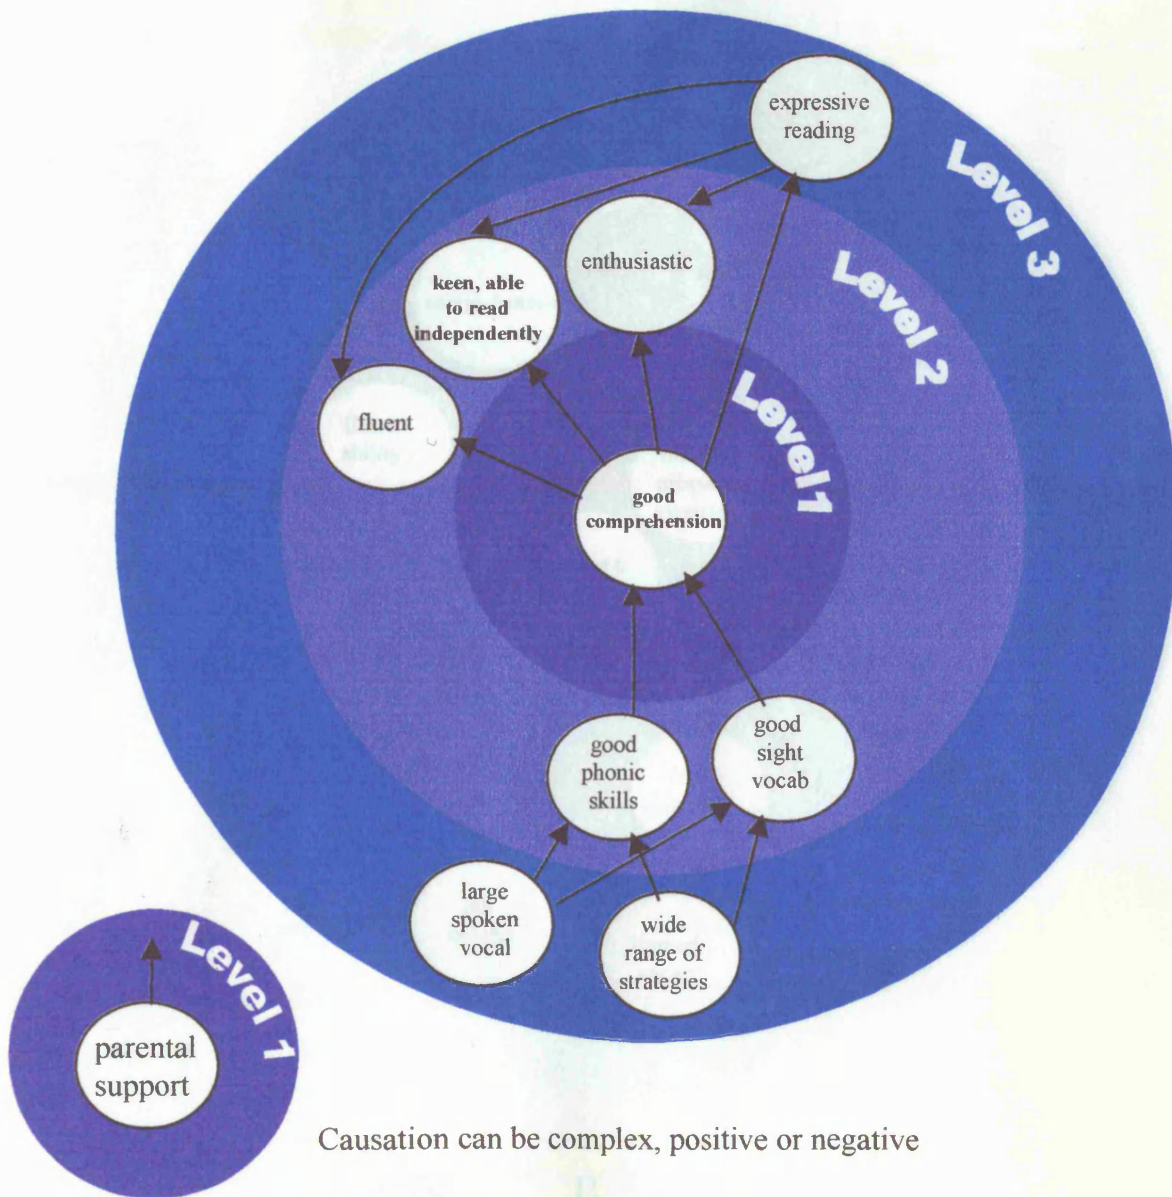 expressive
reading
Level 3
enthusiastic
Level 2
keen, able
to read
independently
Level 1
fluent
good
comprehension
good
phonic
skills
good
sight
vocab
large
spoken
vocal
wide
range of
strategies
Level 1
parental
support
Causation can be complex, positive or negative